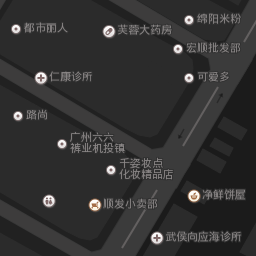 绵阳米粉
都市丽人
芙蓉大药房
宏顺批发部
仁康诊所
可爱多
路尚
广州六六
裤业机投镇
千姿妆点
化妆精品店
净鲜饼屋
顺发小卖部
武侯向应海诊所